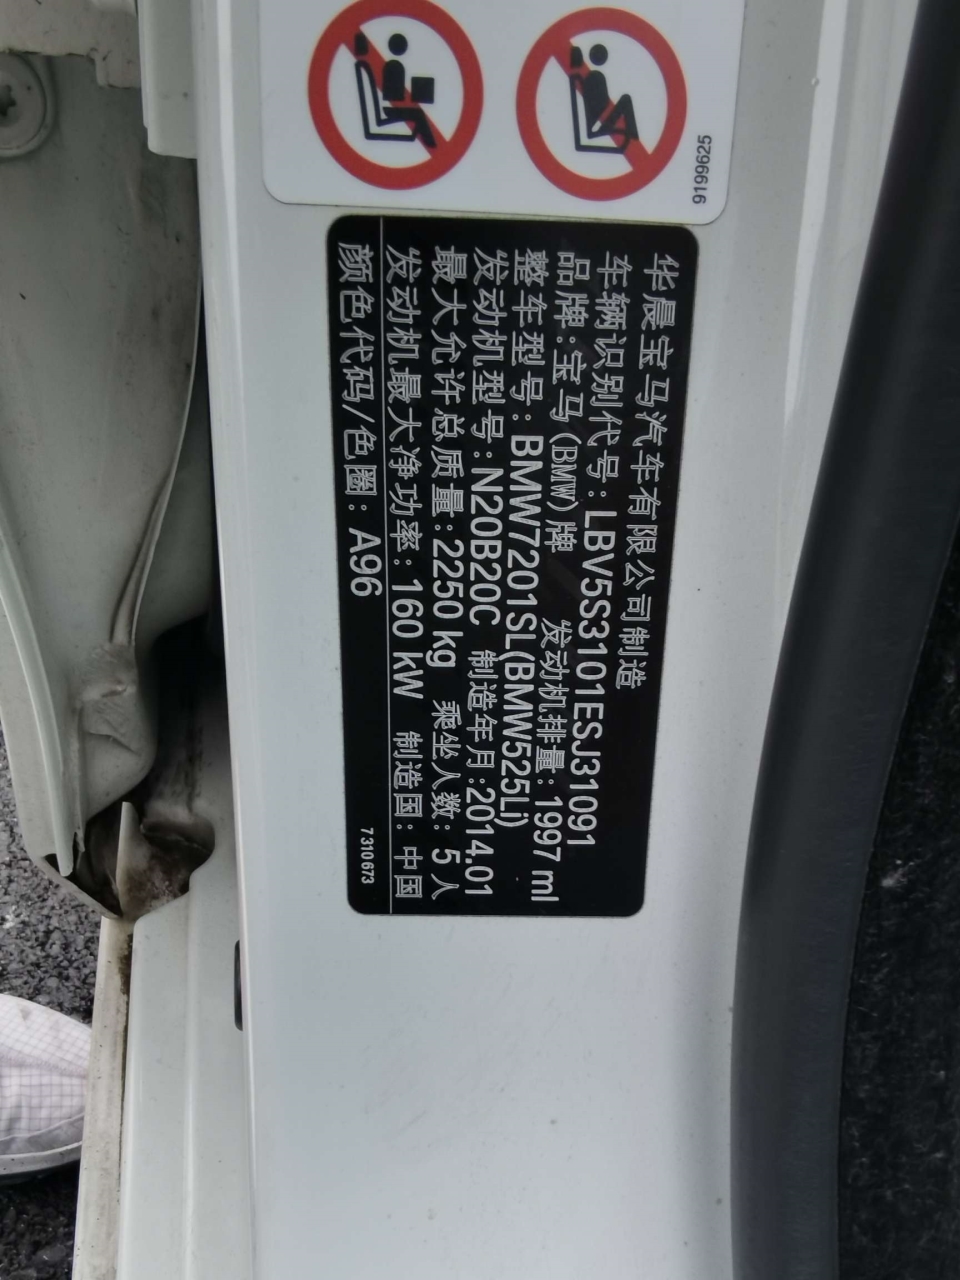 9199625
华晨宝马汽车有限公司制造
车辆识别代号:LBV5S3101ESJ31091
品牌:宝马(BMW)牌 发动机排量:1997 ml
整车型号:BMW7201SL(BMW525Li)
发动机型号:N20B20C 制造年月:2014.01
最大允许总质量:2250 kg 乘坐人数:5人
发动机最大净功率:160 kW 制造国:中国
颜色代码/色圈:A96
7310673